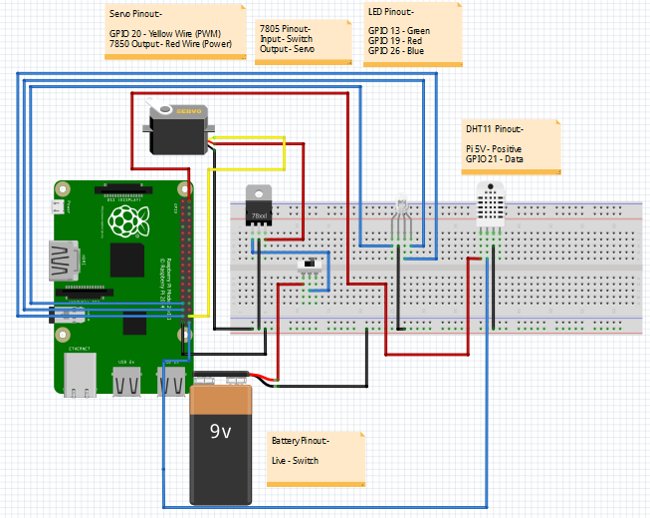 Servo Pinout:-
GPIO 20 - Yellow Wire (PWM)
7850 Output - Red Wire (Power)
7805 Pinout:-
Input - Switch
Output - Servo
LED Pinout:-
GPIO 13 - Green
GPIO 19 - Red
GPIO 26 - Blue
DHT11 Pinout:-
Pi 5V - Positive
GPIO 21 - Data
SERVO
78xxl
ETHERNET
9v
Battery Pinout:-
Live - Switch